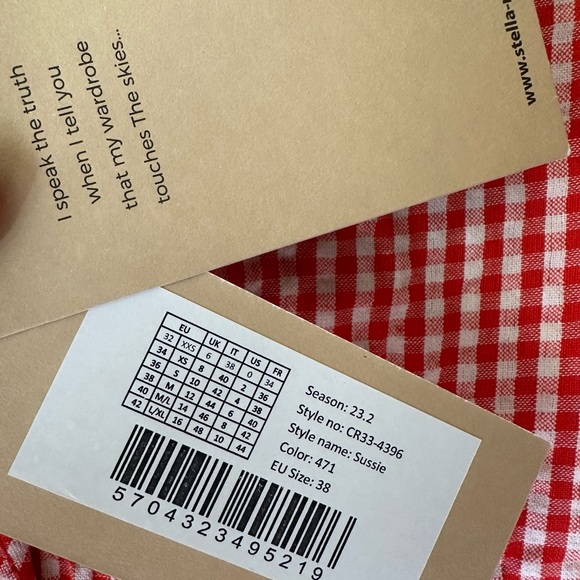 I speak the truth
when I tell you
that my wardrobe
touches The skies...
www.stella-
EU UK IT US FR
32 XXS 6 38 0 34
34 XS 8 40 2 36
36 S 10 42 4 38
38 M 12 44 6 40
40 M/L 14 46 8 42
42 L/XL 16 48 10 44
Season: 23.2
Style no: CR33-4396
Style name: Sussie
Color: 471
EU Size: 38
5704323495219